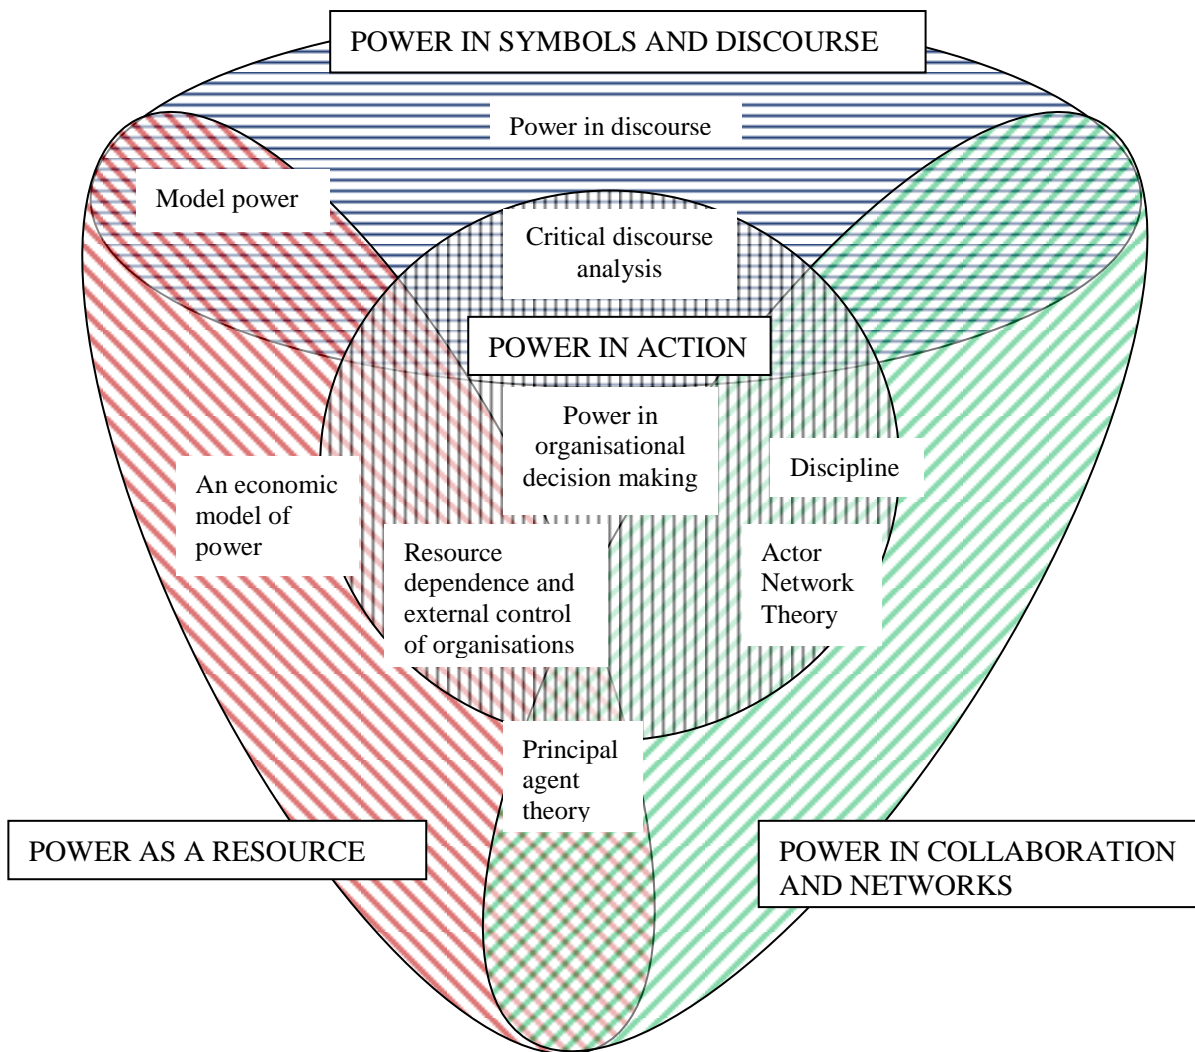 POWER IN SYMBOLS AND DISCOURSE
Power in discourse
Model power
Critical discourse
analysis
POWER IN ACTION
Power in
organisational
decision making
Discipline
An economic
model of
power
Resource
dependence and
external control
of organisations
Actor
Network
Theory
Principal
agent
theory
POWER AS A RESOURCE
POWER IN COLLABORATION
AND NETWORKS